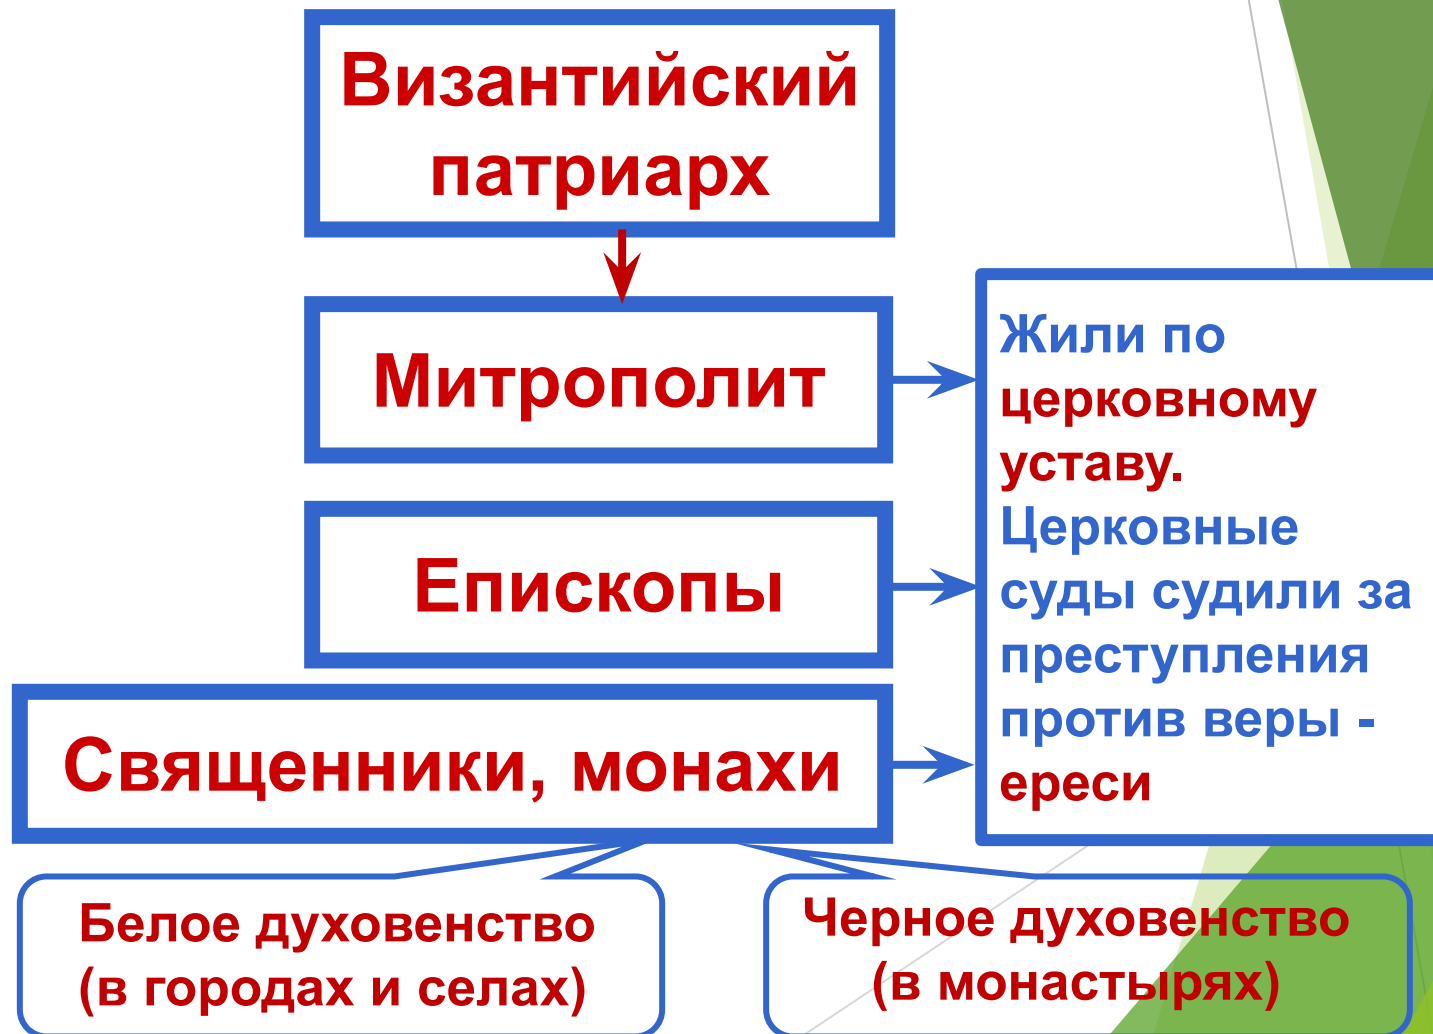 Византийский
патриарх
Митрополит
Епископы
Священники, монахи
Жили по
церковному
уставу.
Церковные
суды судили за
преступления
против веры -
ереси
Белое духовенство
(в городах и селах)
Черное духовенство
(в монастырях)